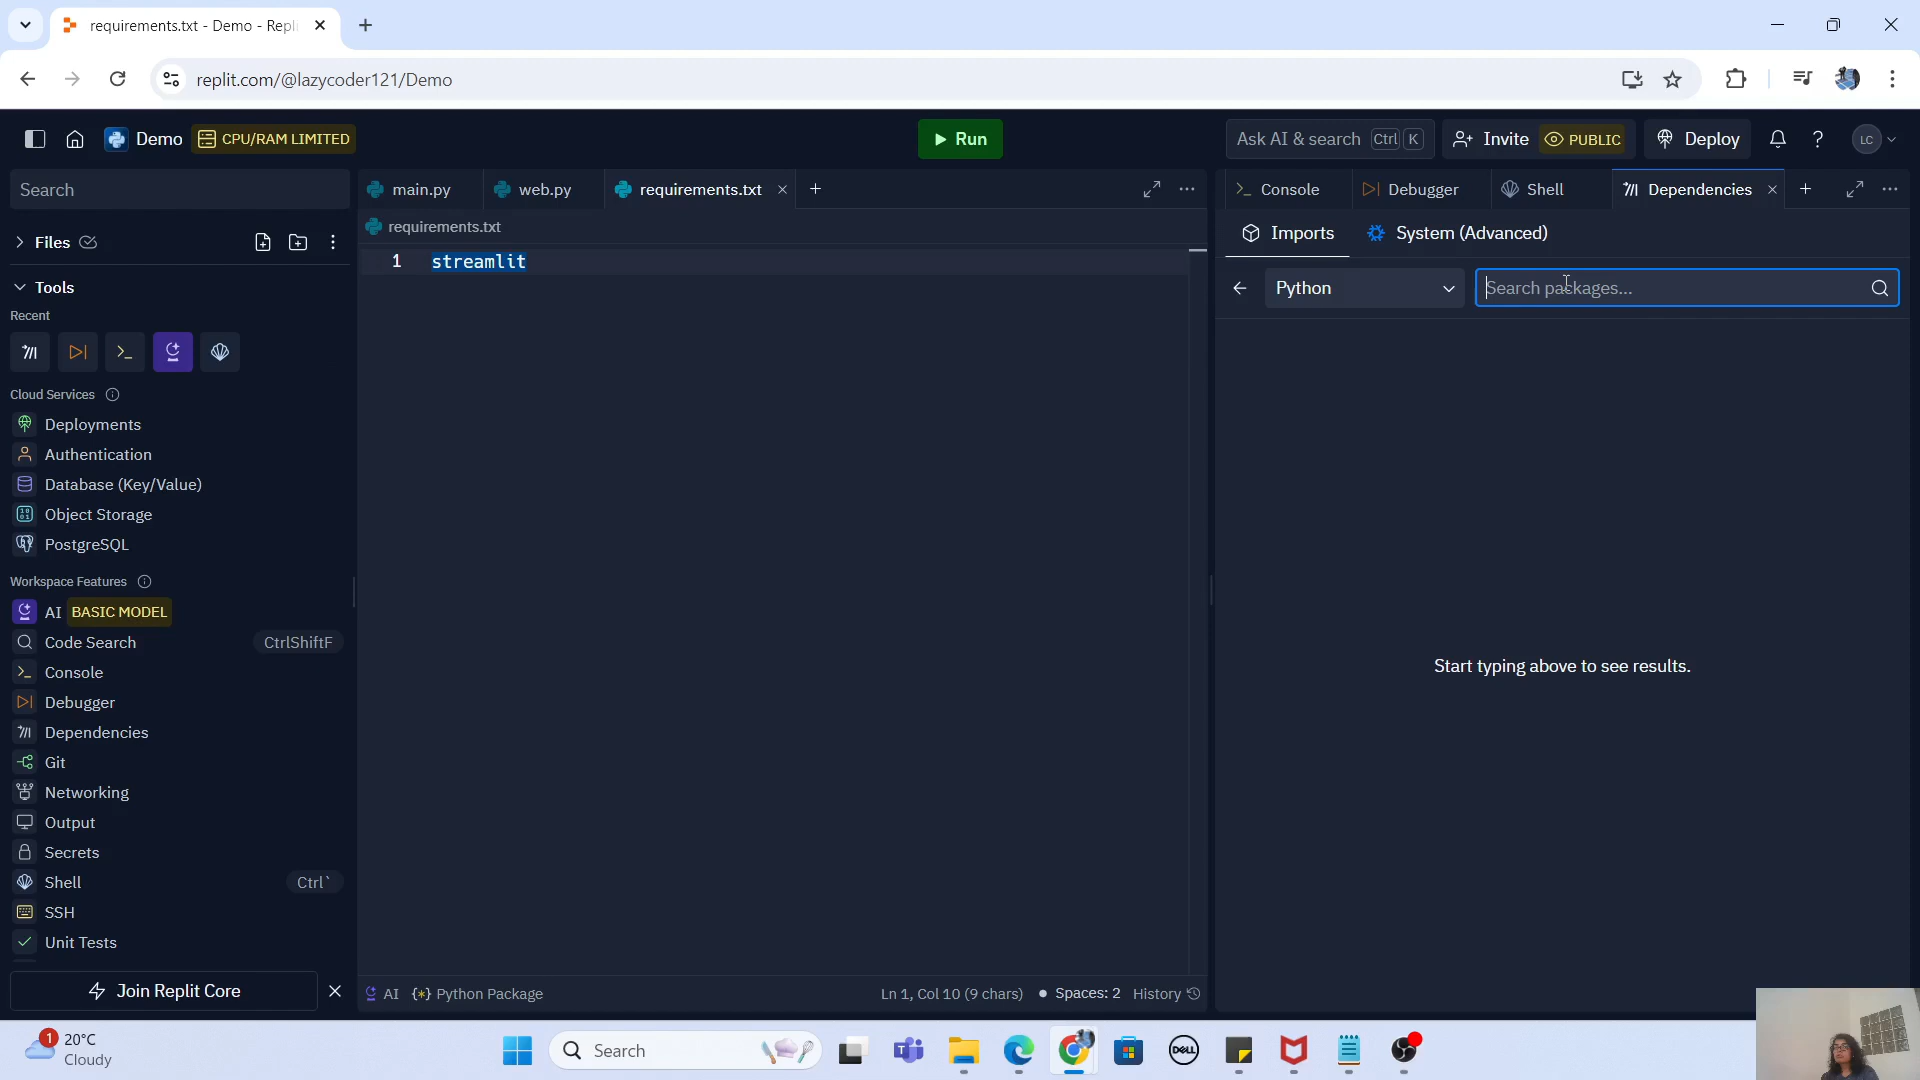 requirements.txt - Demo - Repl
replit.com/@lazycoder121/Demo
Demo
CPU/RAM LIMITED
Run
Ask AI & search Ctrl K
Invite
PUBLIC
Deploy
LC
Search
main.py
web.py
requirements.txt
Console
Debugger
Shell
Dependencies
Files
requirements.txt
Imports
System (Advanced)
1 streamlit
Python
Search packages...
Tools
Recent
Cloud Services
Deployments
Authentication
Database (Key/Value)
Object Storage
PostgreSQL
Workspace Features
AI BASIC MODEL
Code Search CtrlShiftF
Console
Debugger
Dependencies
Git
Networking
Output
Secrets
Shell Ctrl`
SSH
Unit Tests
Start typing above to see results.
Join Replit Core
AI {*} Python Package
Ln 1, Col 10 (9 chars)
Spaces: 2
History
1
20°C
Cloudy
Search
DELL